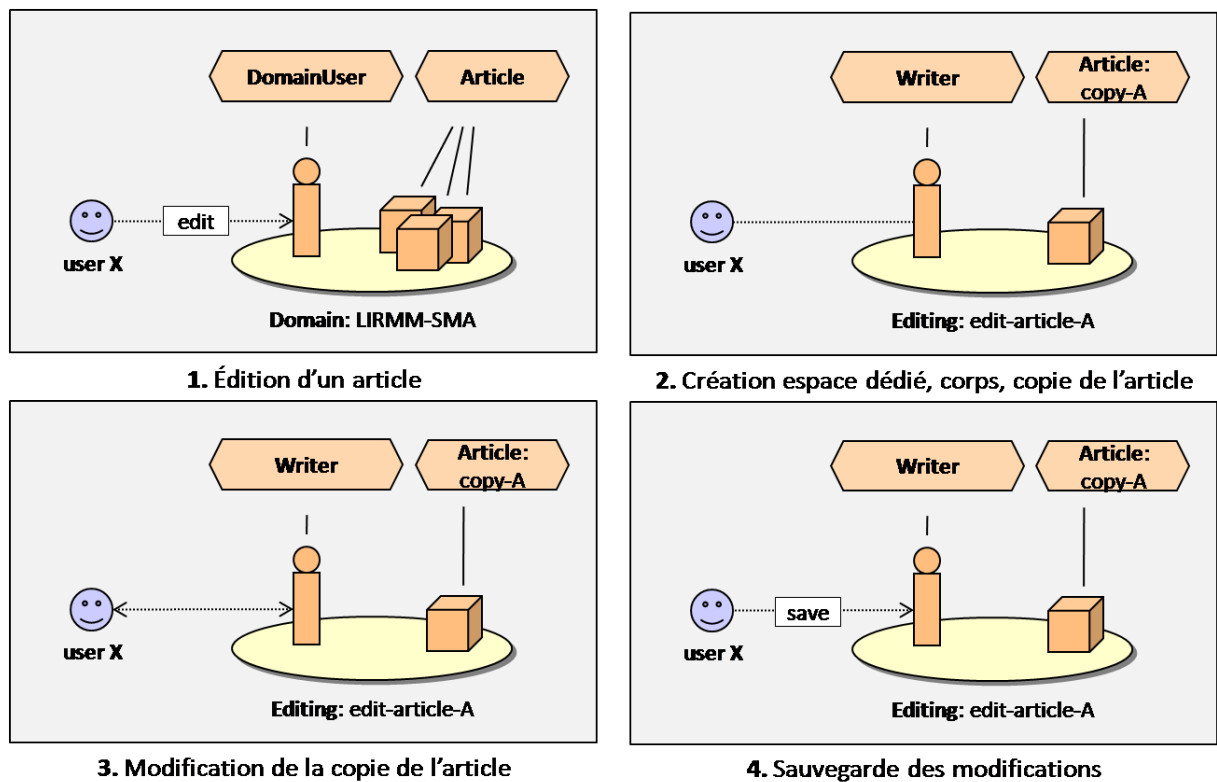 DomainUser
Article
edit
user X
Domain: LIRMM-SMA
1. Édition d'un article
Writer
Article:
copy-A
user X
Editing: edit-article-A
2. Création espace dédié, corps, copie de l'article
Writer
Article:
copy-A
user X
Editing: edit-article-A
3. Modification de la copie de l'article
Writer
Article:
copy-A
save
user X
Editing: edit-article-A
4. Sauvegarde des modifications